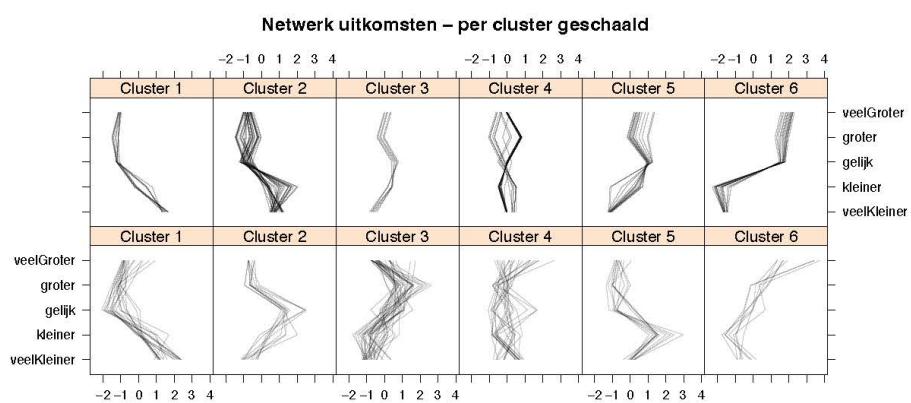 Netwerk uitkomsten – per cluster geschaald
−2 −1 0 1 2 3 4 −2 −1 0 1 2 3 4 −2 −1 0 1 2 3 4
Cluster 1 Cluster 2 Cluster 3 Cluster 4 Cluster 5 Cluster 6
veelGroter
groter
gelijk
kleiner
veelKleiner
Cluster 1 Cluster 2 Cluster 3 Cluster 4 Cluster 5 Cluster 6
veelGroter
groter
gelijk
kleiner
veelKleiner
−2 −1 0 1 2 3 4 −2 −1 0 1 2 3 4 −2 −1 0 1 2 3 4